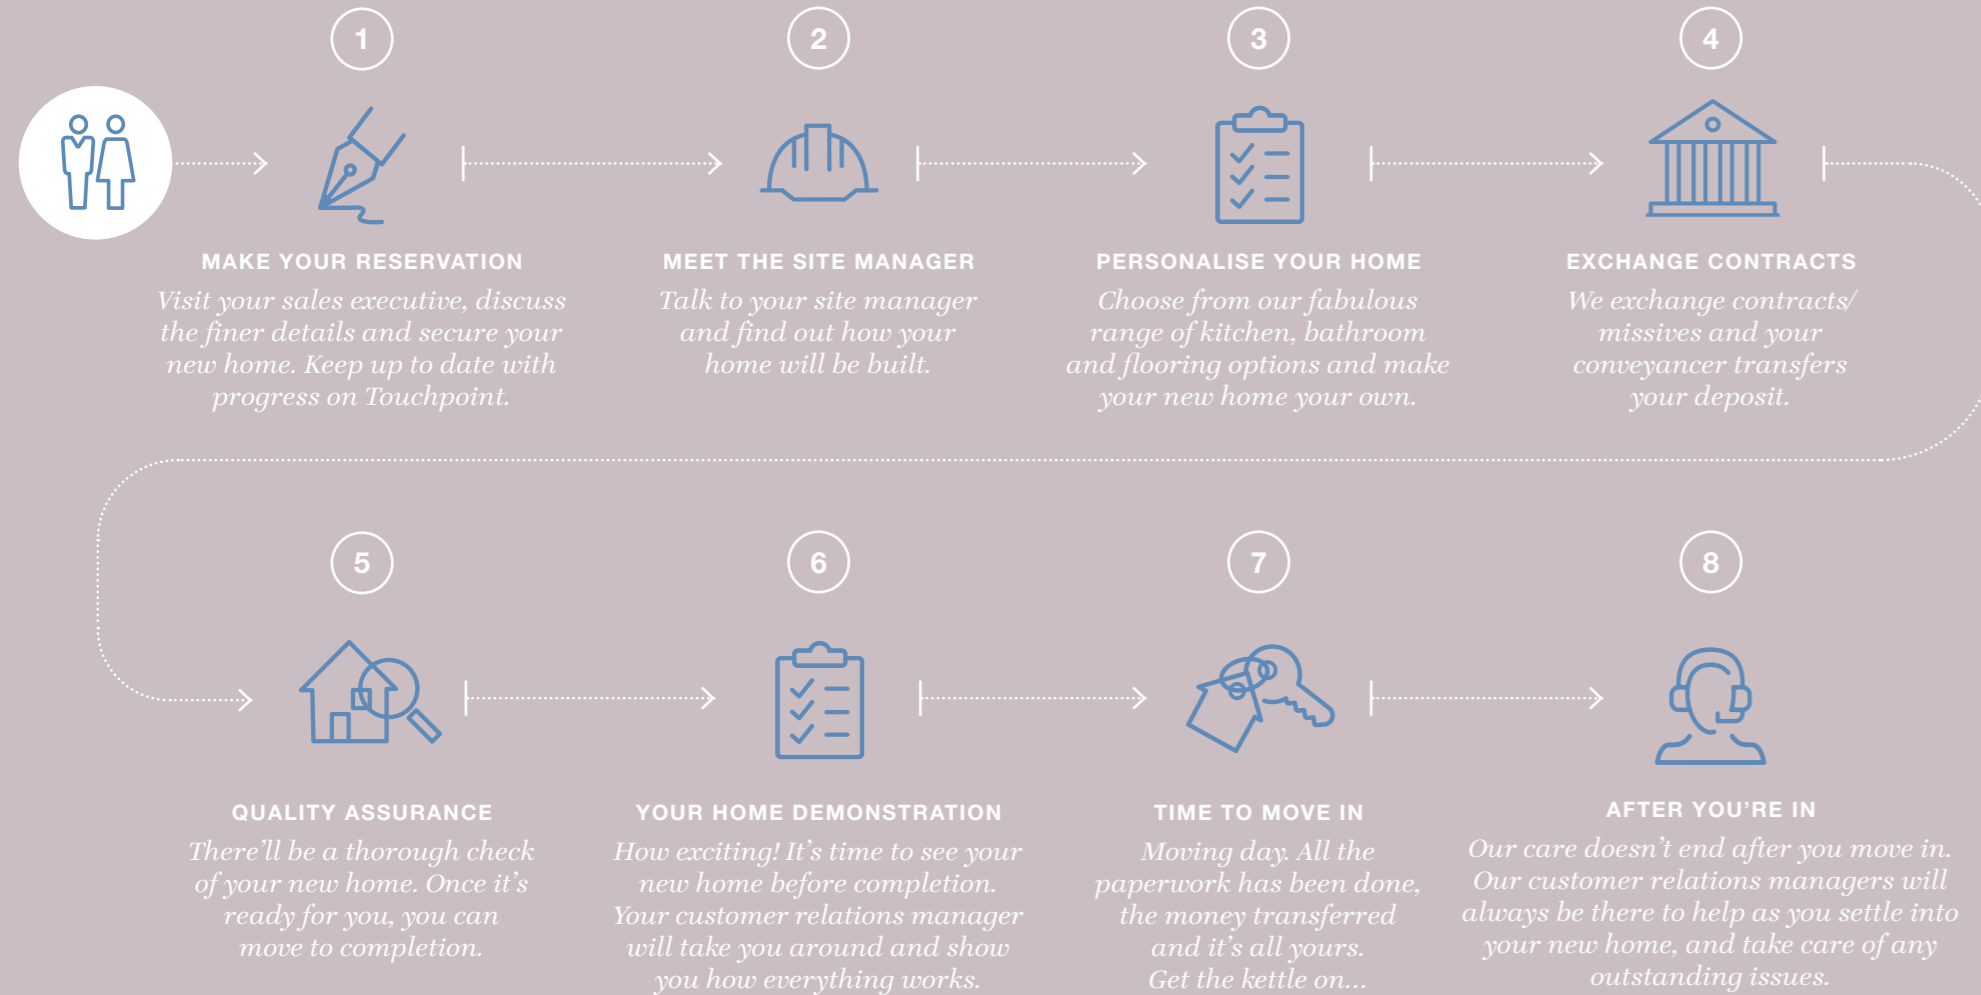 1
MAKE YOUR RESERVATION
Visit your sales executive, discuss
the finer details and secure your
new home. Keep up to date with
progress on Touchpoint.
2
MEET THE SITE MANAGER
Talk to your site manager
and find out how your
home will be built.
3
PERSONALISE YOUR HOME
Choose from our fabulous
range of kitchen, bathroom
and flooring options and make
your new home your own.
4
EXCHANGE CONTRACTS
We exchange contracts/
missives and your
conveyancer transfers
your deposit.
5
QUALITY ASSURANCE
There’ll be a thorough check
of your new home. Once it’s
ready for you, you can
move to completion.
6
YOUR HOME DEMONSTRATION
How exciting! It’s time to see your
new home before completion.
Your customer relations manager
will take you around and show
you how everything works.
7
TIME TO MOVE IN
Moving day. All the
paperwork has been done,
the money transferred
and it’s all yours.
Get the kettle on...
8
AFTER YOU’RE IN
Our care doesn’t end after you move in.
Our customer relations managers will
always be there to help as you settle into
your new home, and take care of any
outstanding issues.